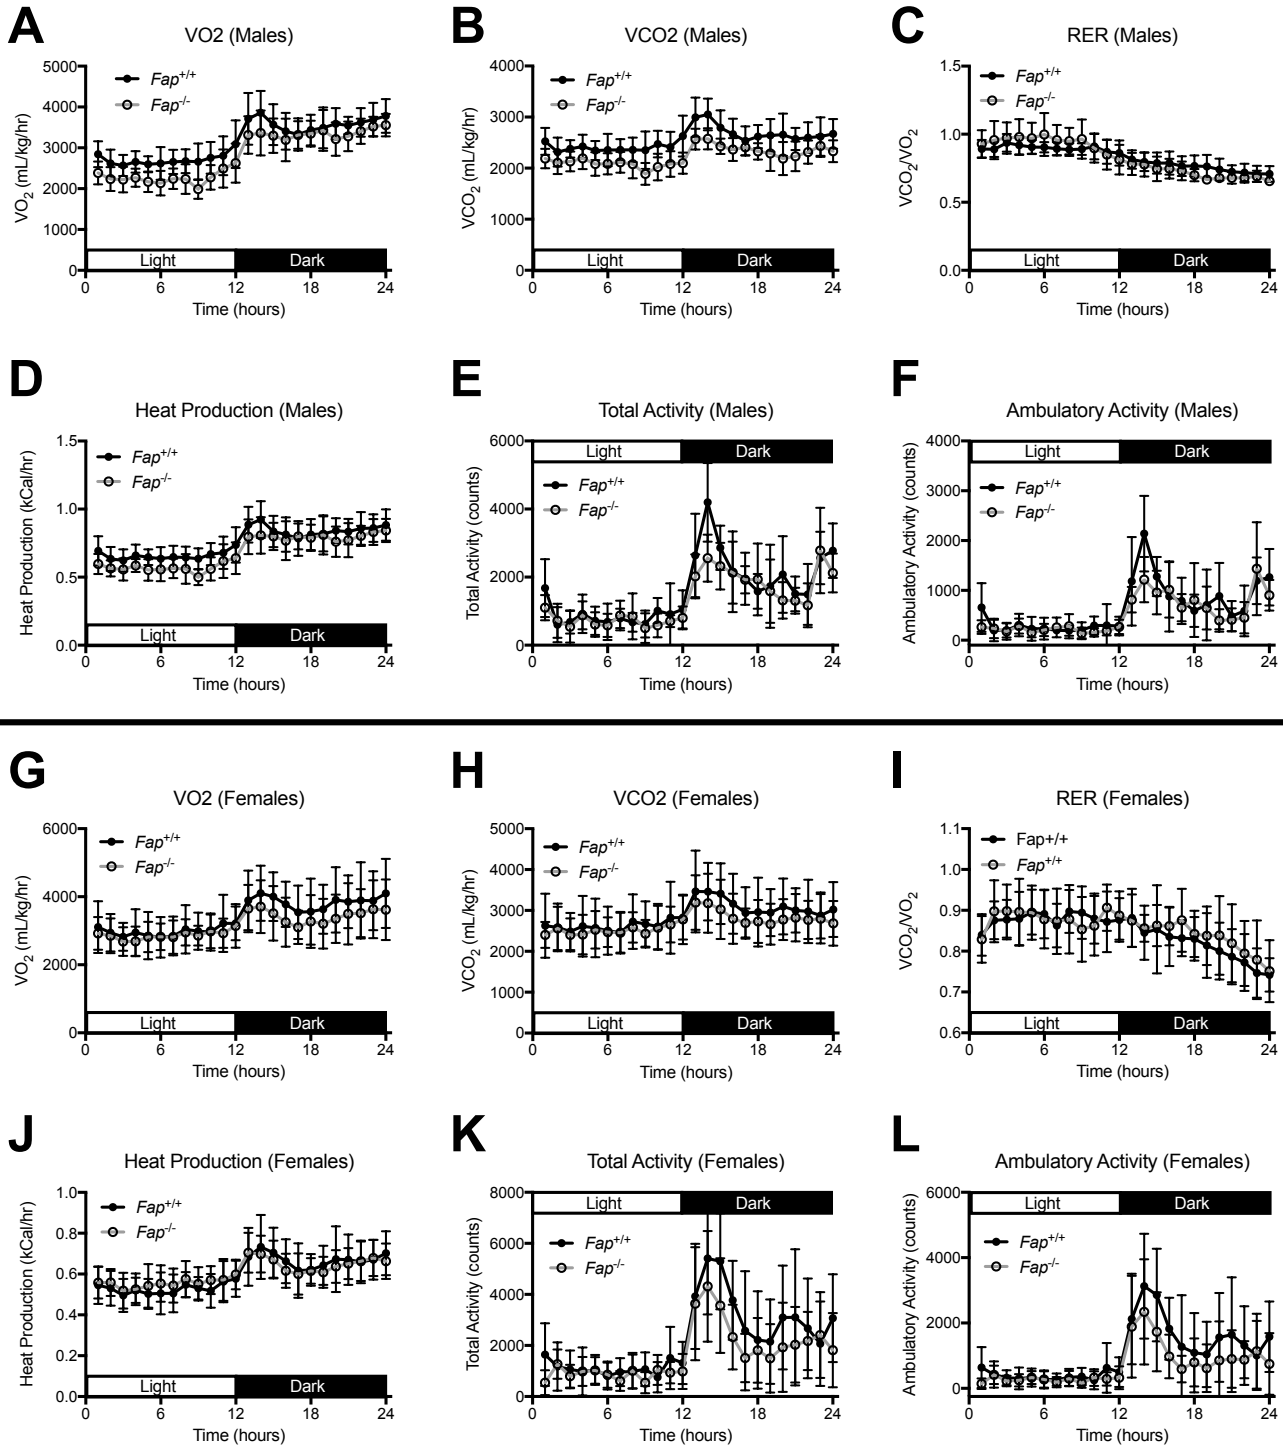 A
VO2 (Males)
VO2 (mL/kg/hr)
5000
4000
3000
2000
1000
0
Fap+/+
Fap-/-
Light
Dark
0 6 12 18 24
Time (hours)
B
VCO2 (Males)
VCO2 (mL/kg/hr)
4000
3000
2000
1000
0
Fap+/+
Fap-/-
Light
Dark
0 6 12 18 24
Time (hours)
C
RER (Males)
VCO2/VO2
1.5
1.0
0.5
0.0
Fap+/+
Fap-/-
Light
Dark
0 6 12 18 24
Time (hours)
D
Heat Production (Males)
Heat Production (kCal/hr)
1.5
1.0
0.5
0.0
Fap+/+
Fap-/-
Light
Dark
0 6 12 18 24
Time (hours)
E
Total Activity (Males)
Total Activity (counts)
6000
4000
2000
0
Light
Dark
Fap+/+
Fap-/-
0 6 12 18 24
Time (hours)
F
Ambulatory Activity (Males)
Ambulatory Activity (counts)
4000
3000
2000
1000
0
Light
Dark
Fap+/+
Fap-/-
0 6 12 18 24
Time (hours)
G
VO2 (Females)
VO2 (mL/kg/hr)
6000
4000
2000
0
Fap+/+
Fap-/-
Light
Dark
0 6 12 18 24
Time (hours)
H
VCO2 (Females)
VCO2 (mL/kg/hr)
5000
4000
3000
2000
1000
0
Fap+/+
Fap-/-
Light
Dark
0 6 12 18 24
Time (hours)
I
RER (Females)
VCO2/VO2
1.1
1.0
0.9
0.8
0.7
0.6
Fap+/+
Fap+/+
Light
Dark
0 6 12 18 24
Time (hours)
J
Heat Production (Females)
Heat Production (kCal/hr)
1.0
0.8
0.6
0.4
0.2
0.0
Fap+/+
Fap-/-
Light
Dark
0 6 12 18 24
Time (hours)
K
Total Activity (Females)
Total Activity (counts)
8000
6000
4000
2000
0
Light
Dark
Fap+/+
Fap-/-
0 6 12 18 24
Time (hours)
L
Ambulatory Activity (Females)
Ambulatory Activity (counts)
6000
4000
2000
0
Light
Dark
Fap+/+
Fap-/-
0 6 12 18 24
Time (hours)